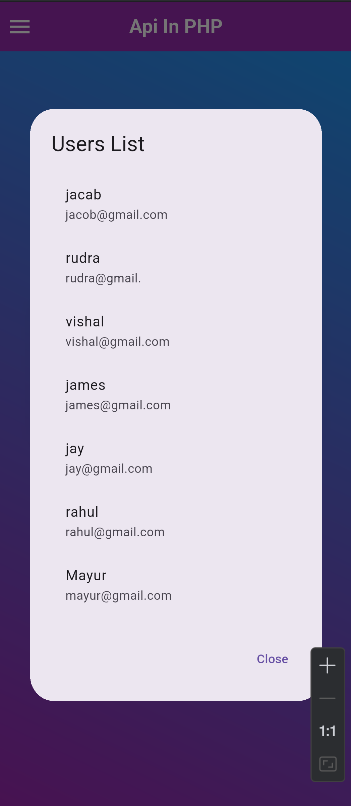 Api In PHP
Users List
jacab
jacob@gmail.com
rudra
rudra@gmail.
vishal
vishal@gmail.com
james
james@gmail.com
jay
jay@gmail.com
rahul
rahul@gmail.com
Mayur
mayur@gmail.com
Close
1:1